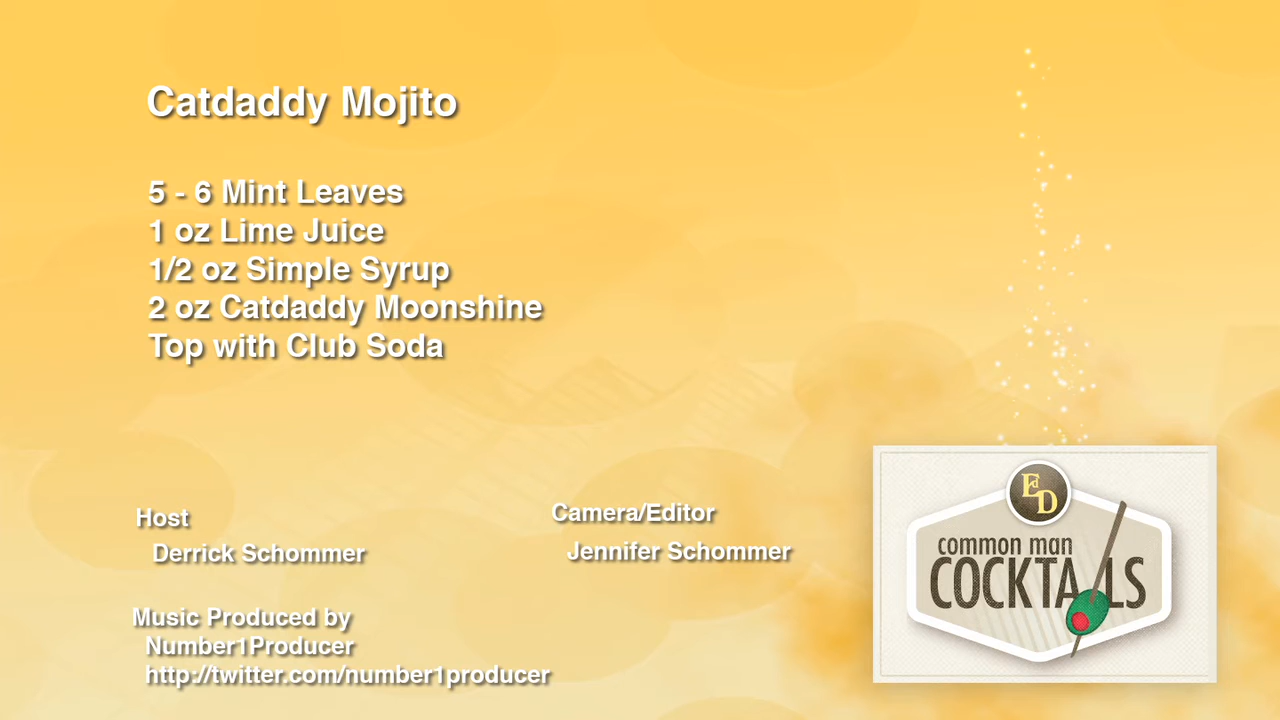 Catdaddy Mojito
5 - 6 Mint Leaves
1 oz Lime Juice
1/2 oz Simple Syrup
2 oz Catdaddy Moonshine
Top with Club Soda
Host
Derrick Schommer
Camera/Editor
Jennifer Schommer
Music Produced by
Number1Producer
http://twitter.com/number1producer
Ed D
common man
COCKTAILS